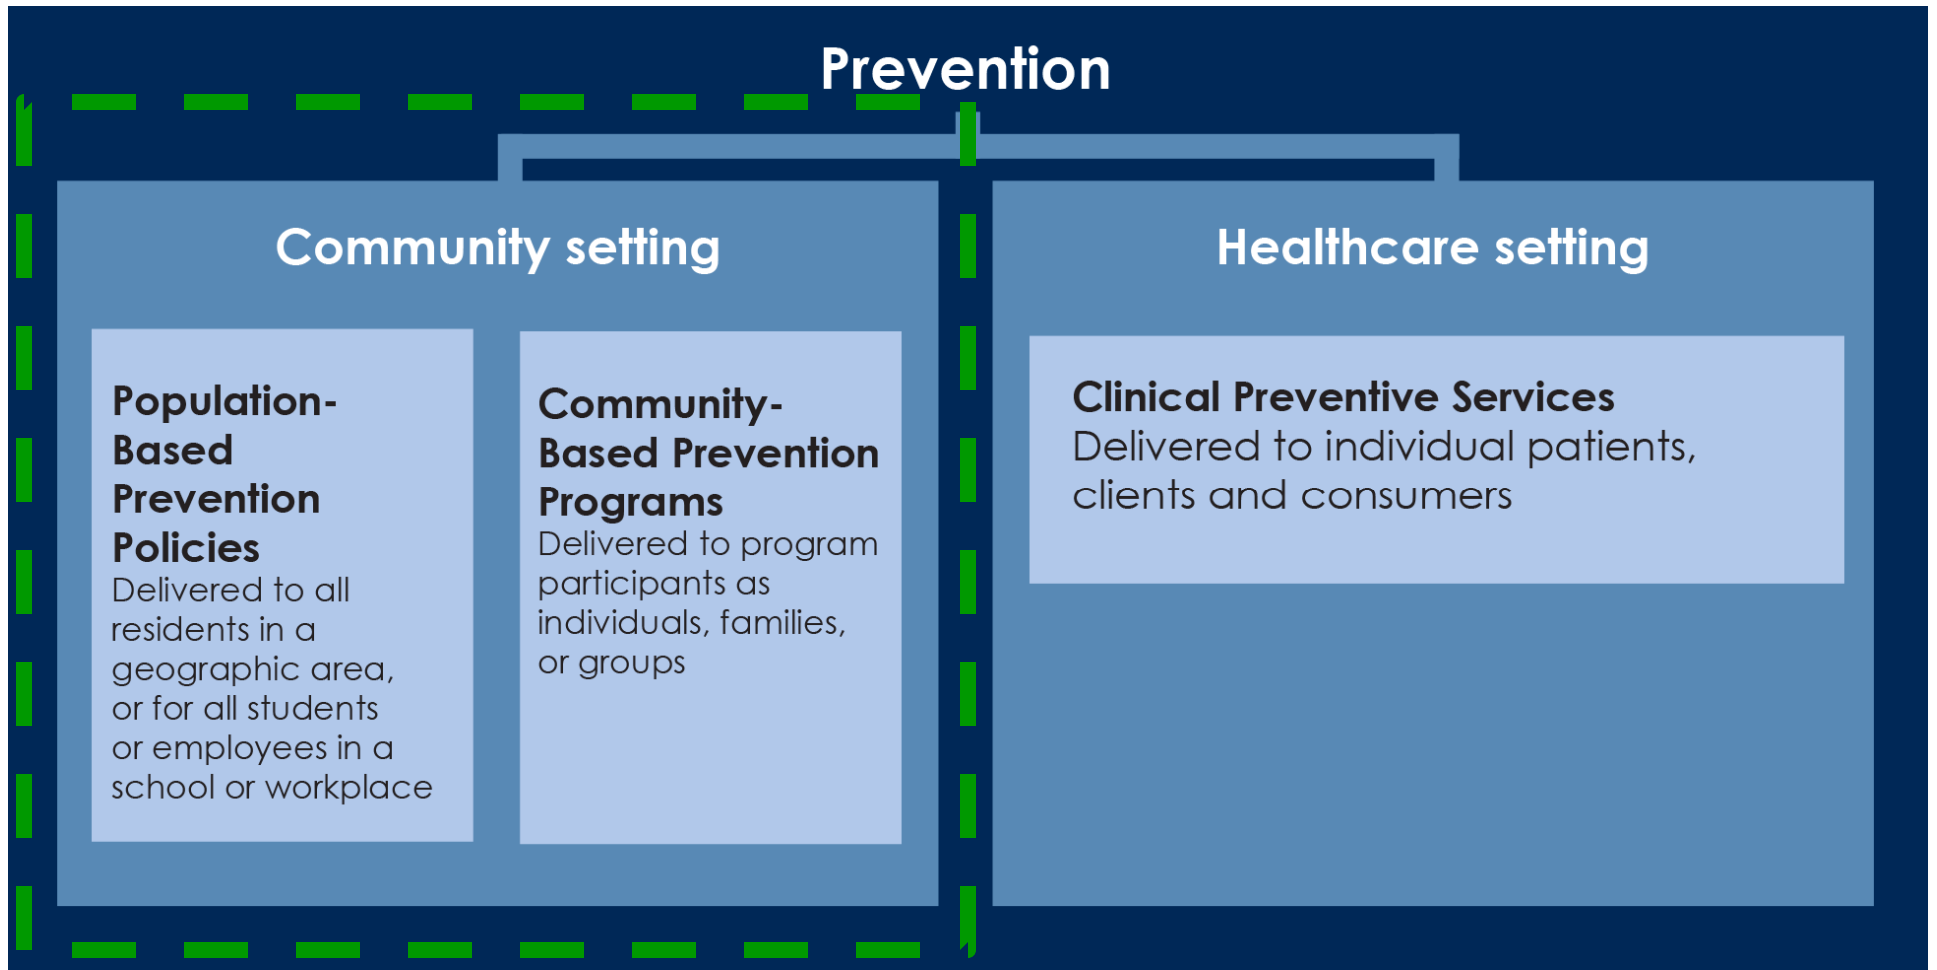 Prevention
Community setting
Population-
Based
Prevention
Policies
Delivered to all
residents in a
geographic area,
or for all students
or employees in a
school or workplace
Community-
Based Prevention
Programs
Delivered to program
participants as
individuals, families,
or groups
Healthcare setting
Clinical Preventive Services
Delivered to individual patients,
clients and consumers